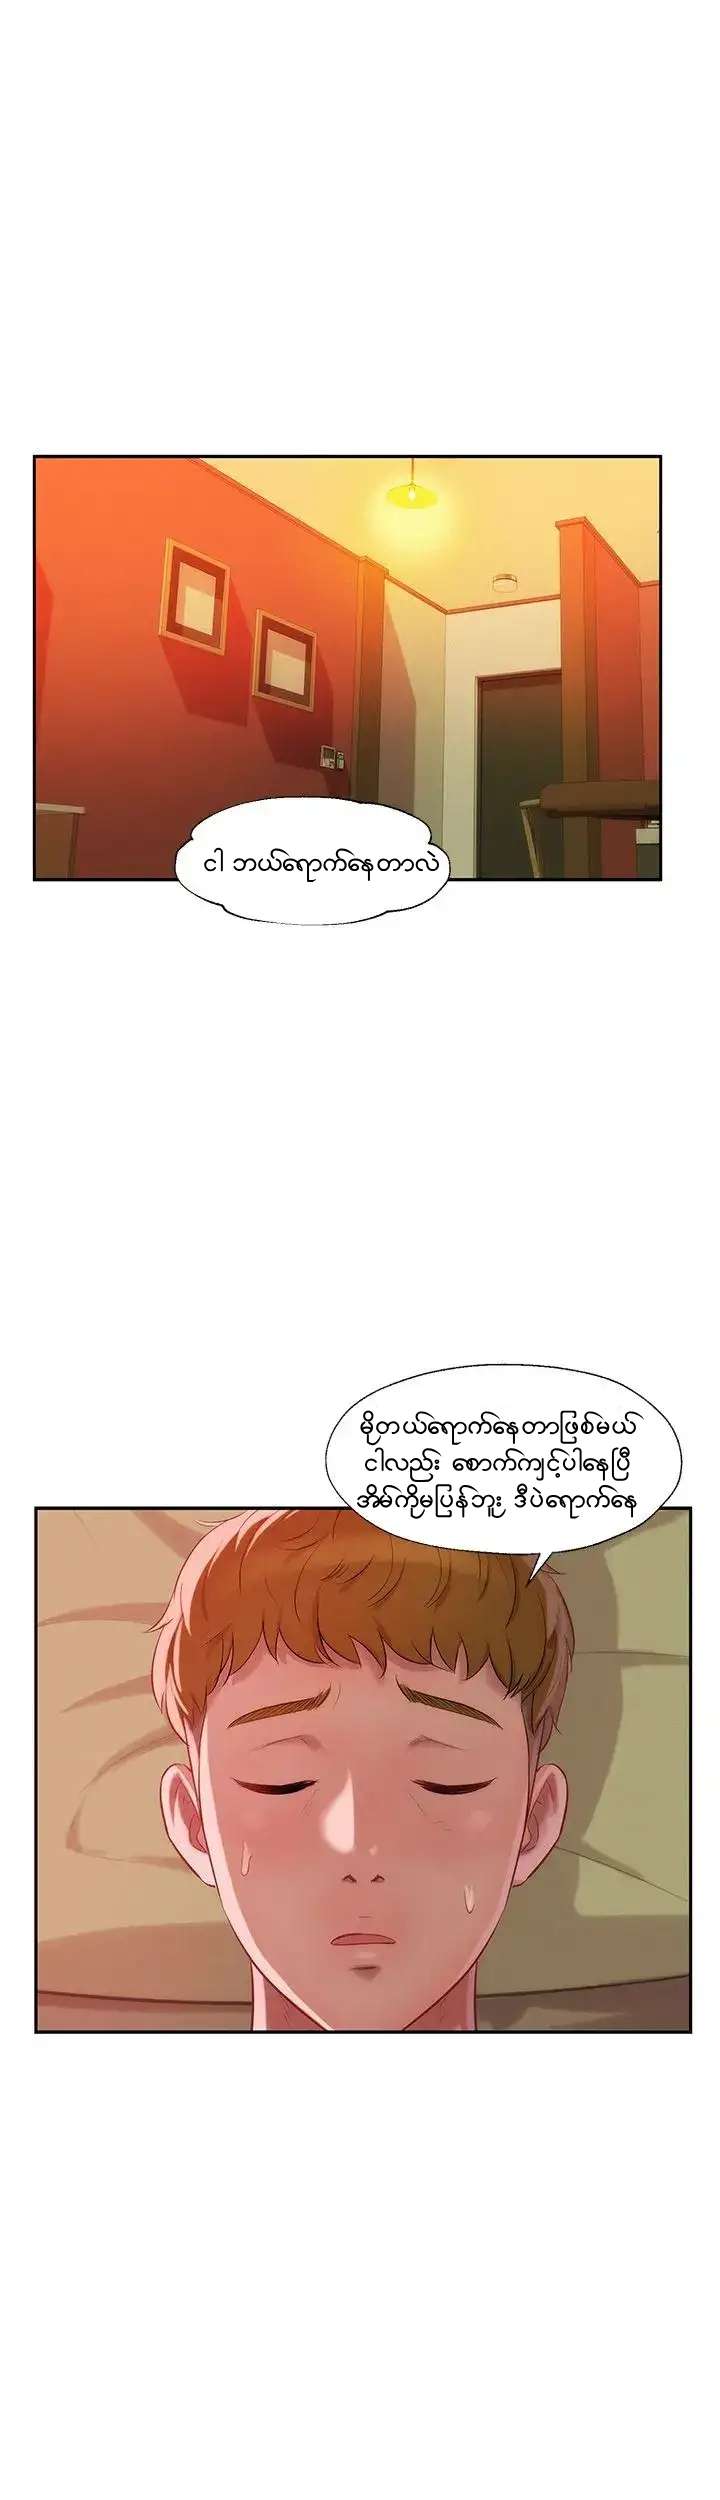 ငါ ဘယ်ရောက်နေတာလဲ
မိုတယ်ရောက်နေတာဖြစ်မယ်
ငါလည်း စောက်ကျင့်ပါနေပြီ
အိမ်ကိုမပြန်ဘူး ဒီပဲရောက်နေ